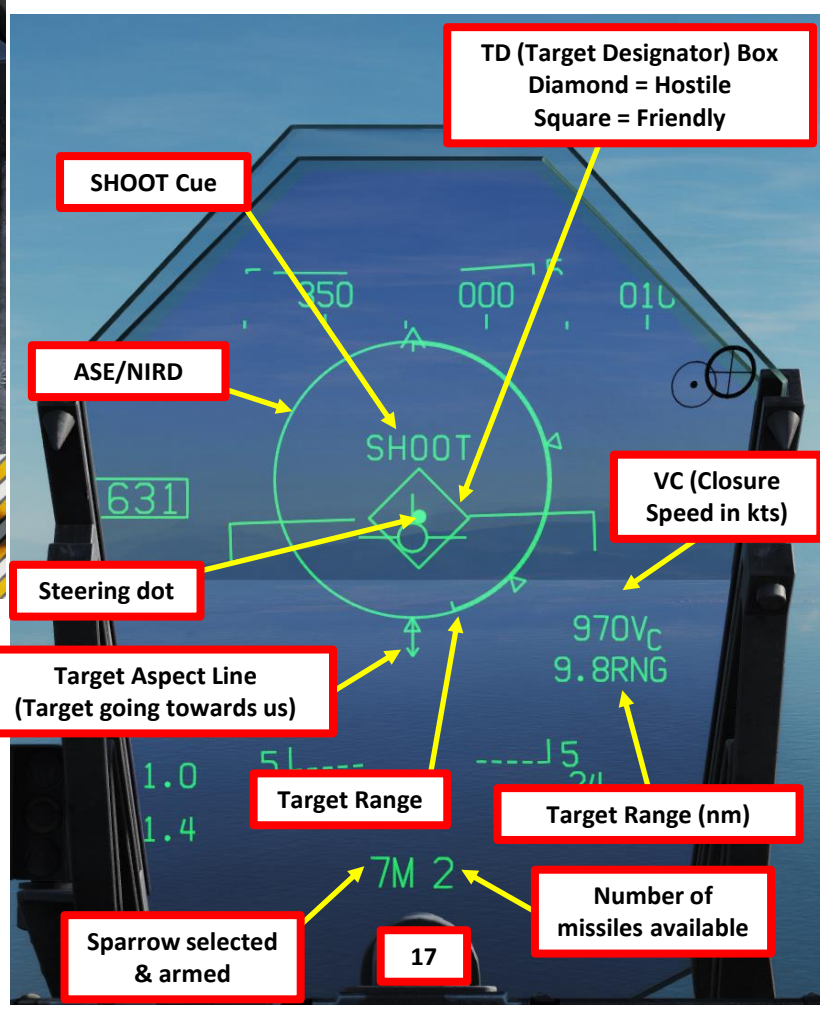 TD (Target Designator) Box
Diamond = Hostile
Square = Friendly
SHOOT Cue
350
000
010
5
ASE/NIRD
SHOOT
VC (Closure
Speed in kts)
631
Steering dot
970VC
9.8RNG
Target Aspect Line
(Target going towards us)
5
5
1.0
Target Range
Target Range (nm)
1.4
7M 2
Number of
missiles available
Sparrow selected
& armed
17